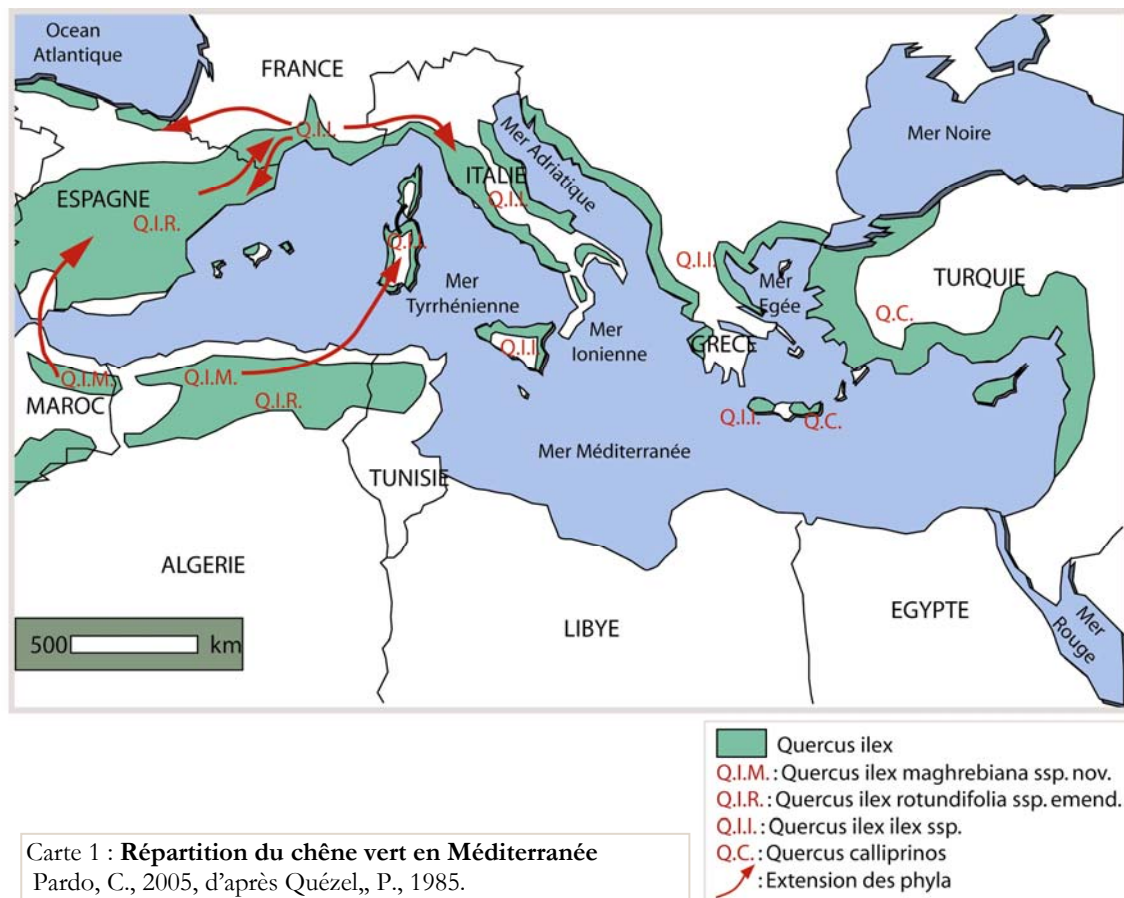 Ocean
Atlantique
FRANCE
Mer Noire
Mer Adriatique
Q.I.I.
ITALIE
Q.I.I.
ESPAGNE
Q.I.R.
Q.I.I.
Mer
Tyrrhénienne
Q.I.I.
Mer
Egée
TURQUIE
Q.C.
Mer
Ionienne
GRECE
Q.I.I.
Q.I.M.
MAROC
Q.I.M.
Q.I.R.
Q.I.I.
Q.C.
Mer Méditerranée
TUNISIE
ALGERIE
LIBYE
EGYPTE
Mer
Rouge
500 km
Quercus ilex
Q.I.M. : Quercus ilex maghrebiana ssp. nov.
Q.I.R. : Quercus ilex rotundifolia ssp. emend.
Q.I.I. : Quercus ilex ilex ssp.
Q.C. : Quercus calliprinos
: Extension des phyla
Carte 1 : Répartition du chêne vert en Méditerranée
Pardo, C., 2005, d'après Quézel,, P., 1985.